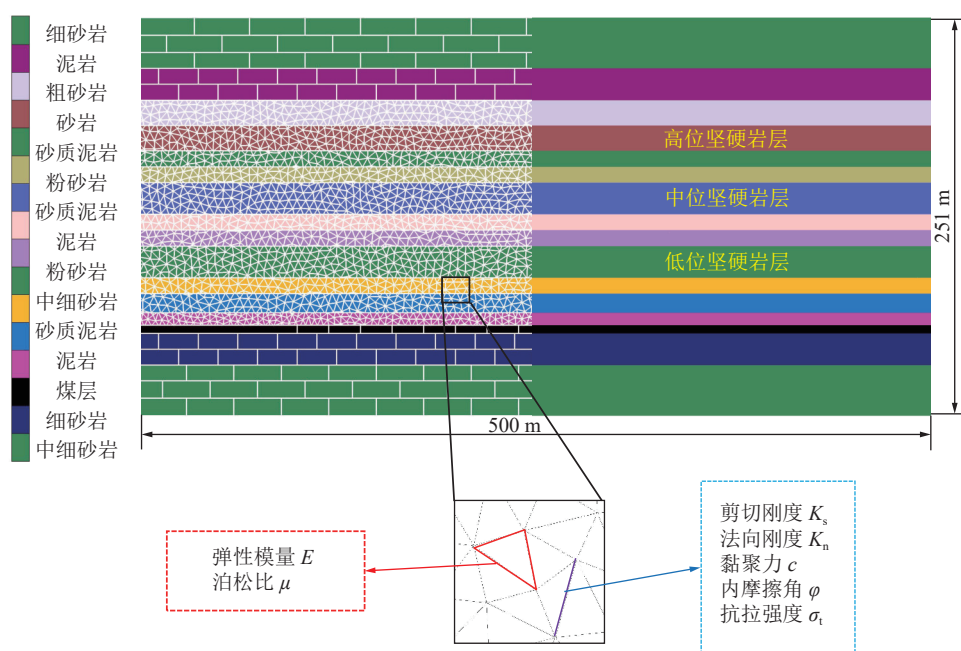 细砂岩
泥岩
粗砂岩
砂岩
砂质泥岩
粉砂岩
砂质泥岩
泥岩
粉砂岩
中细砂岩
砂质泥岩
泥岩
煤层
细砂岩
中细砂岩
高位坚硬岩层
中位坚硬岩层
低位坚硬岩层
251 m
500 m
弹性模量 E
泊松比 μ
剪切刚度 Ks
法向刚度 Kn
黏聚力 c
内摩擦角 φ
抗拉强度 σt